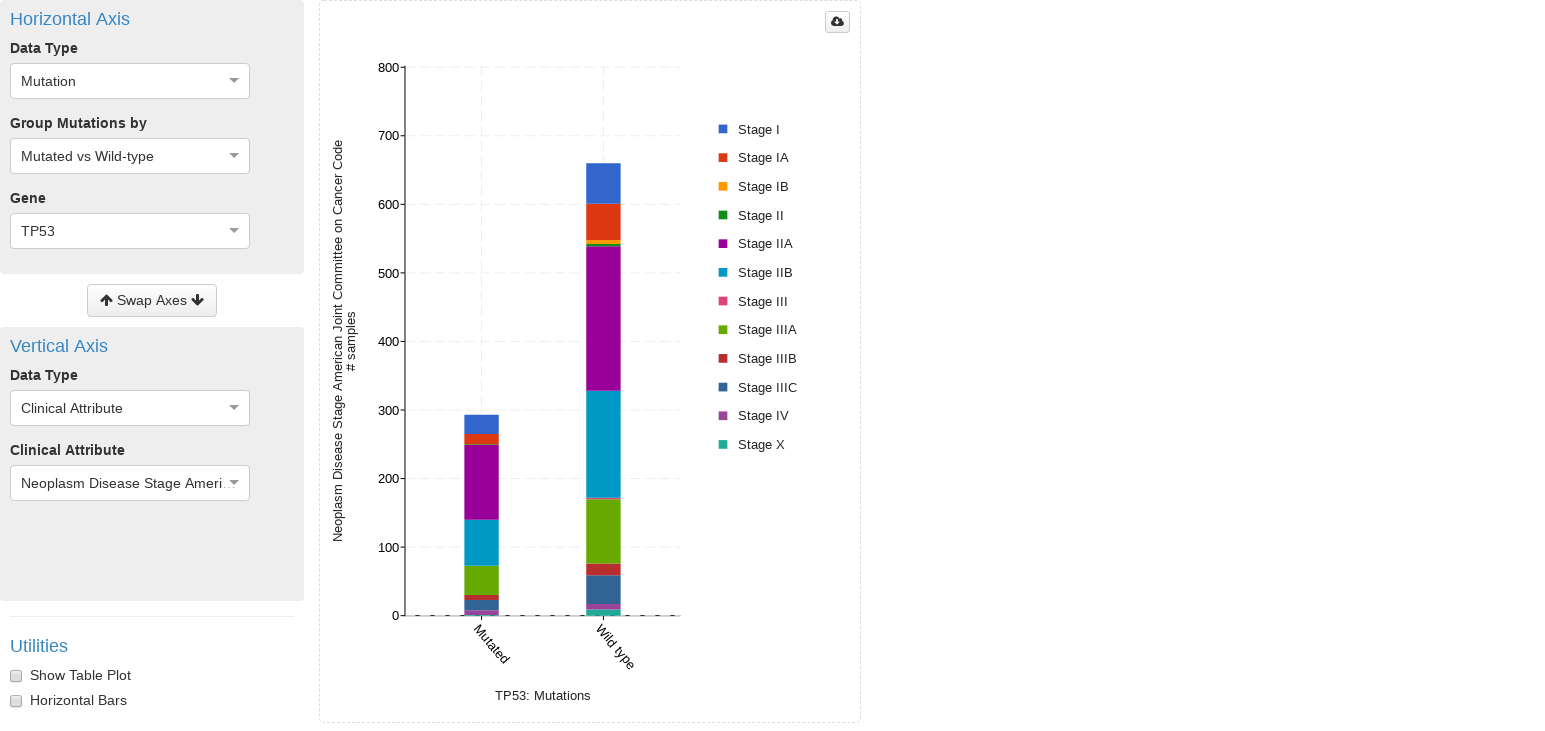 Horizontal Axis
Data Type
Mutation
Group Mutations by
Mutated vs Wild-type
Gene
TP53
Swap Axes
Vertical Axis
Data Type
Clinical Attribute
Clinical Attribute
Neoplasm Disease Stage Ameri...
Utilities
Show Table Plot
Horizontal Bars
Neoplasm Disease Stage American Joint Committee on Cancer Code
# samples
800
700
600
500
400
300
200
100
0
Mutated
Wild type
TP53: Mutations
Stage I
Stage IA
Stage IB
Stage II
Stage IIA
Stage IIB
Stage III
Stage IIIA
Stage IIIB
Stage IIIC
Stage IV
Stage X